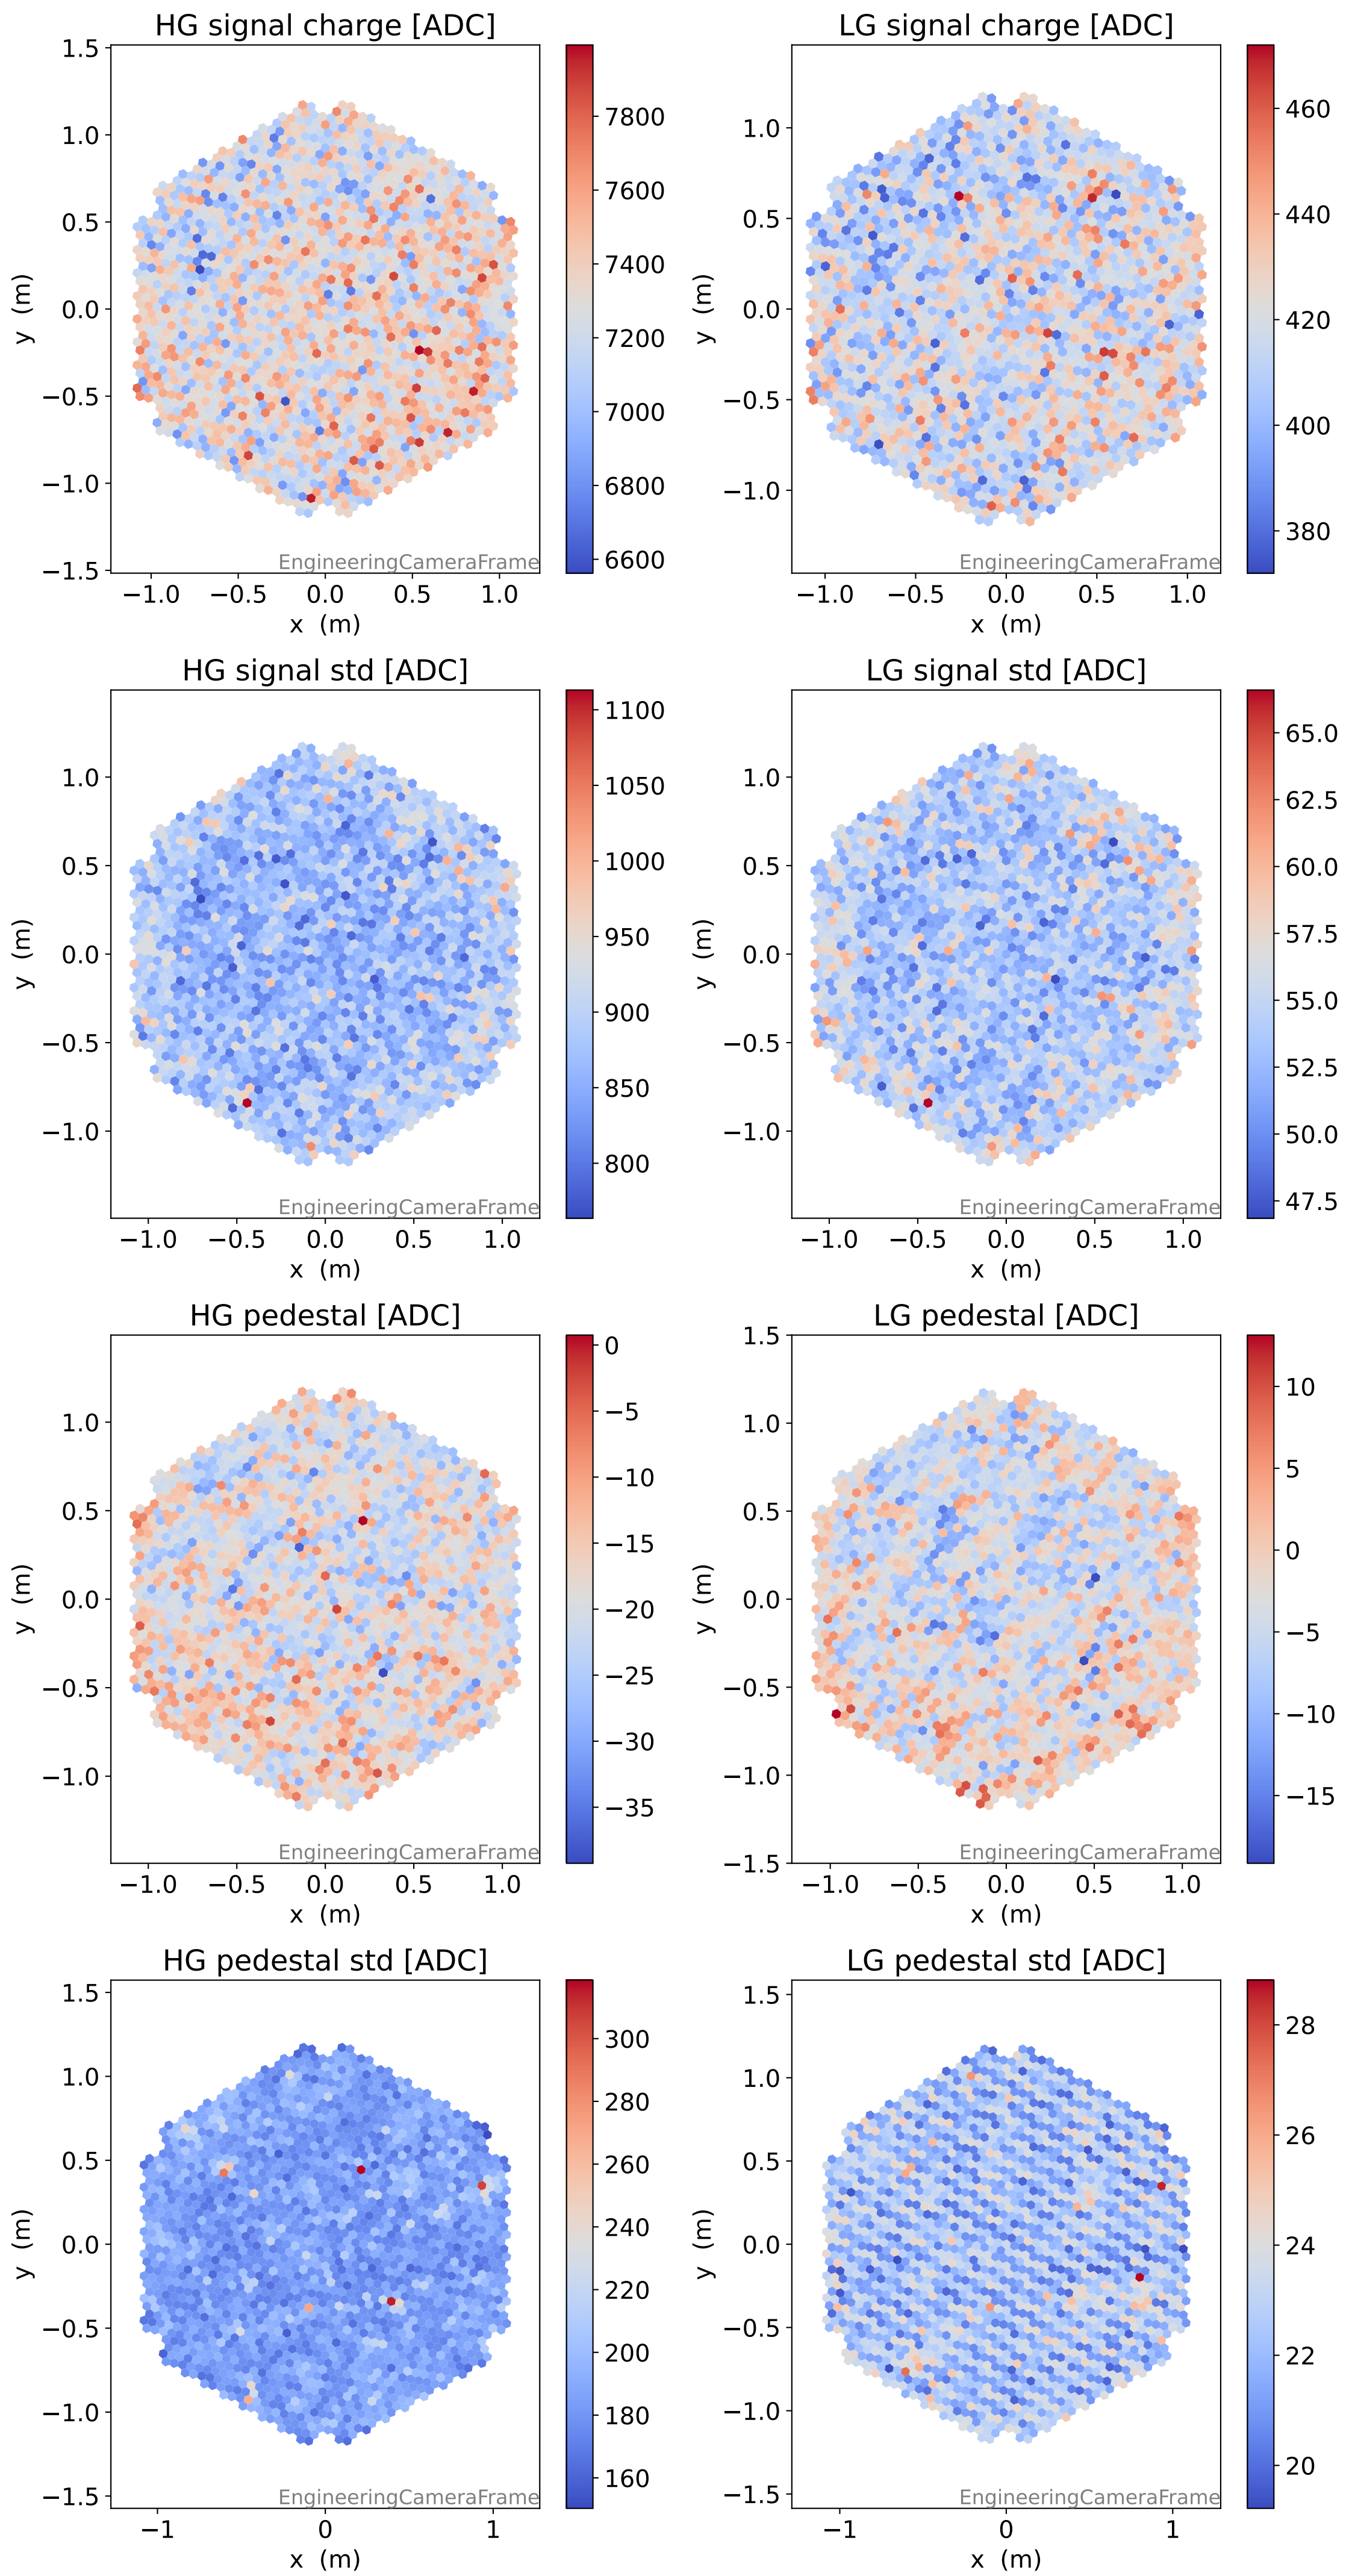 HG signal charge [ADC]
1.5
1.0
0.5
0.0
−0.5
−1.0
−1.5
y (m)
−1.0 −0.5 0.0 0.5 1.0
x (m)
EngineeringCameraFrame
7800
7600
7400
7200
7000
6800
6600
LG signal charge [ADC]
1.0
0.5
0.0
−0.5
−1.0
y (m)
−1.0 −0.5 0.0 0.5 1.0
x (m)
EngineeringCameraFrame
460
440
420
400
380
HG signal std [ADC]
1.0
0.5
0.0
−0.5
−1.0
y (m)
−1.0 −0.5 0.0 0.5 1.0
x (m)
EngineeringCameraFrame
1100
1050
1000
950
900
850
800
LG signal std [ADC]
1.0
0.5
0.0
−0.5
−1.0
y (m)
−1.0 −0.5 0.0 0.5 1.0
x (m)
EngineeringCameraFrame
65.0
62.5
60.0
57.5
55.0
52.5
50.0
47.5
HG pedestal [ADC]
1.0
0.5
0.0
−0.5
−1.0
y (m)
−1.0 −0.5 0.0 0.5 1.0
x (m)
EngineeringCameraFrame
0
−5
−10
−15
−20
−25
−30
−35
LG pedestal [ADC]
1.5
1.0
0.5
0.0
−0.5
−1.0
−1.5
y (m)
−1.0 −0.5 0.0 0.5 1.0
x (m)
EngineeringCameraFrame
10
5
0
−5
−10
−15
HG pedestal std [ADC]
1.5
1.0
0.5
0.0
−0.5
−1.0
−1.5
y (m)
−1 0 1
x (m)
EngineeringCameraFrame
300
280
260
240
220
200
180
160
LG pedestal std [ADC]
1.5
1.0
0.5
0.0
−0.5
−1.0
−1.5
y (m)
−1 0 1
x (m)
EngineeringCameraFrame
28
26
24
22
20